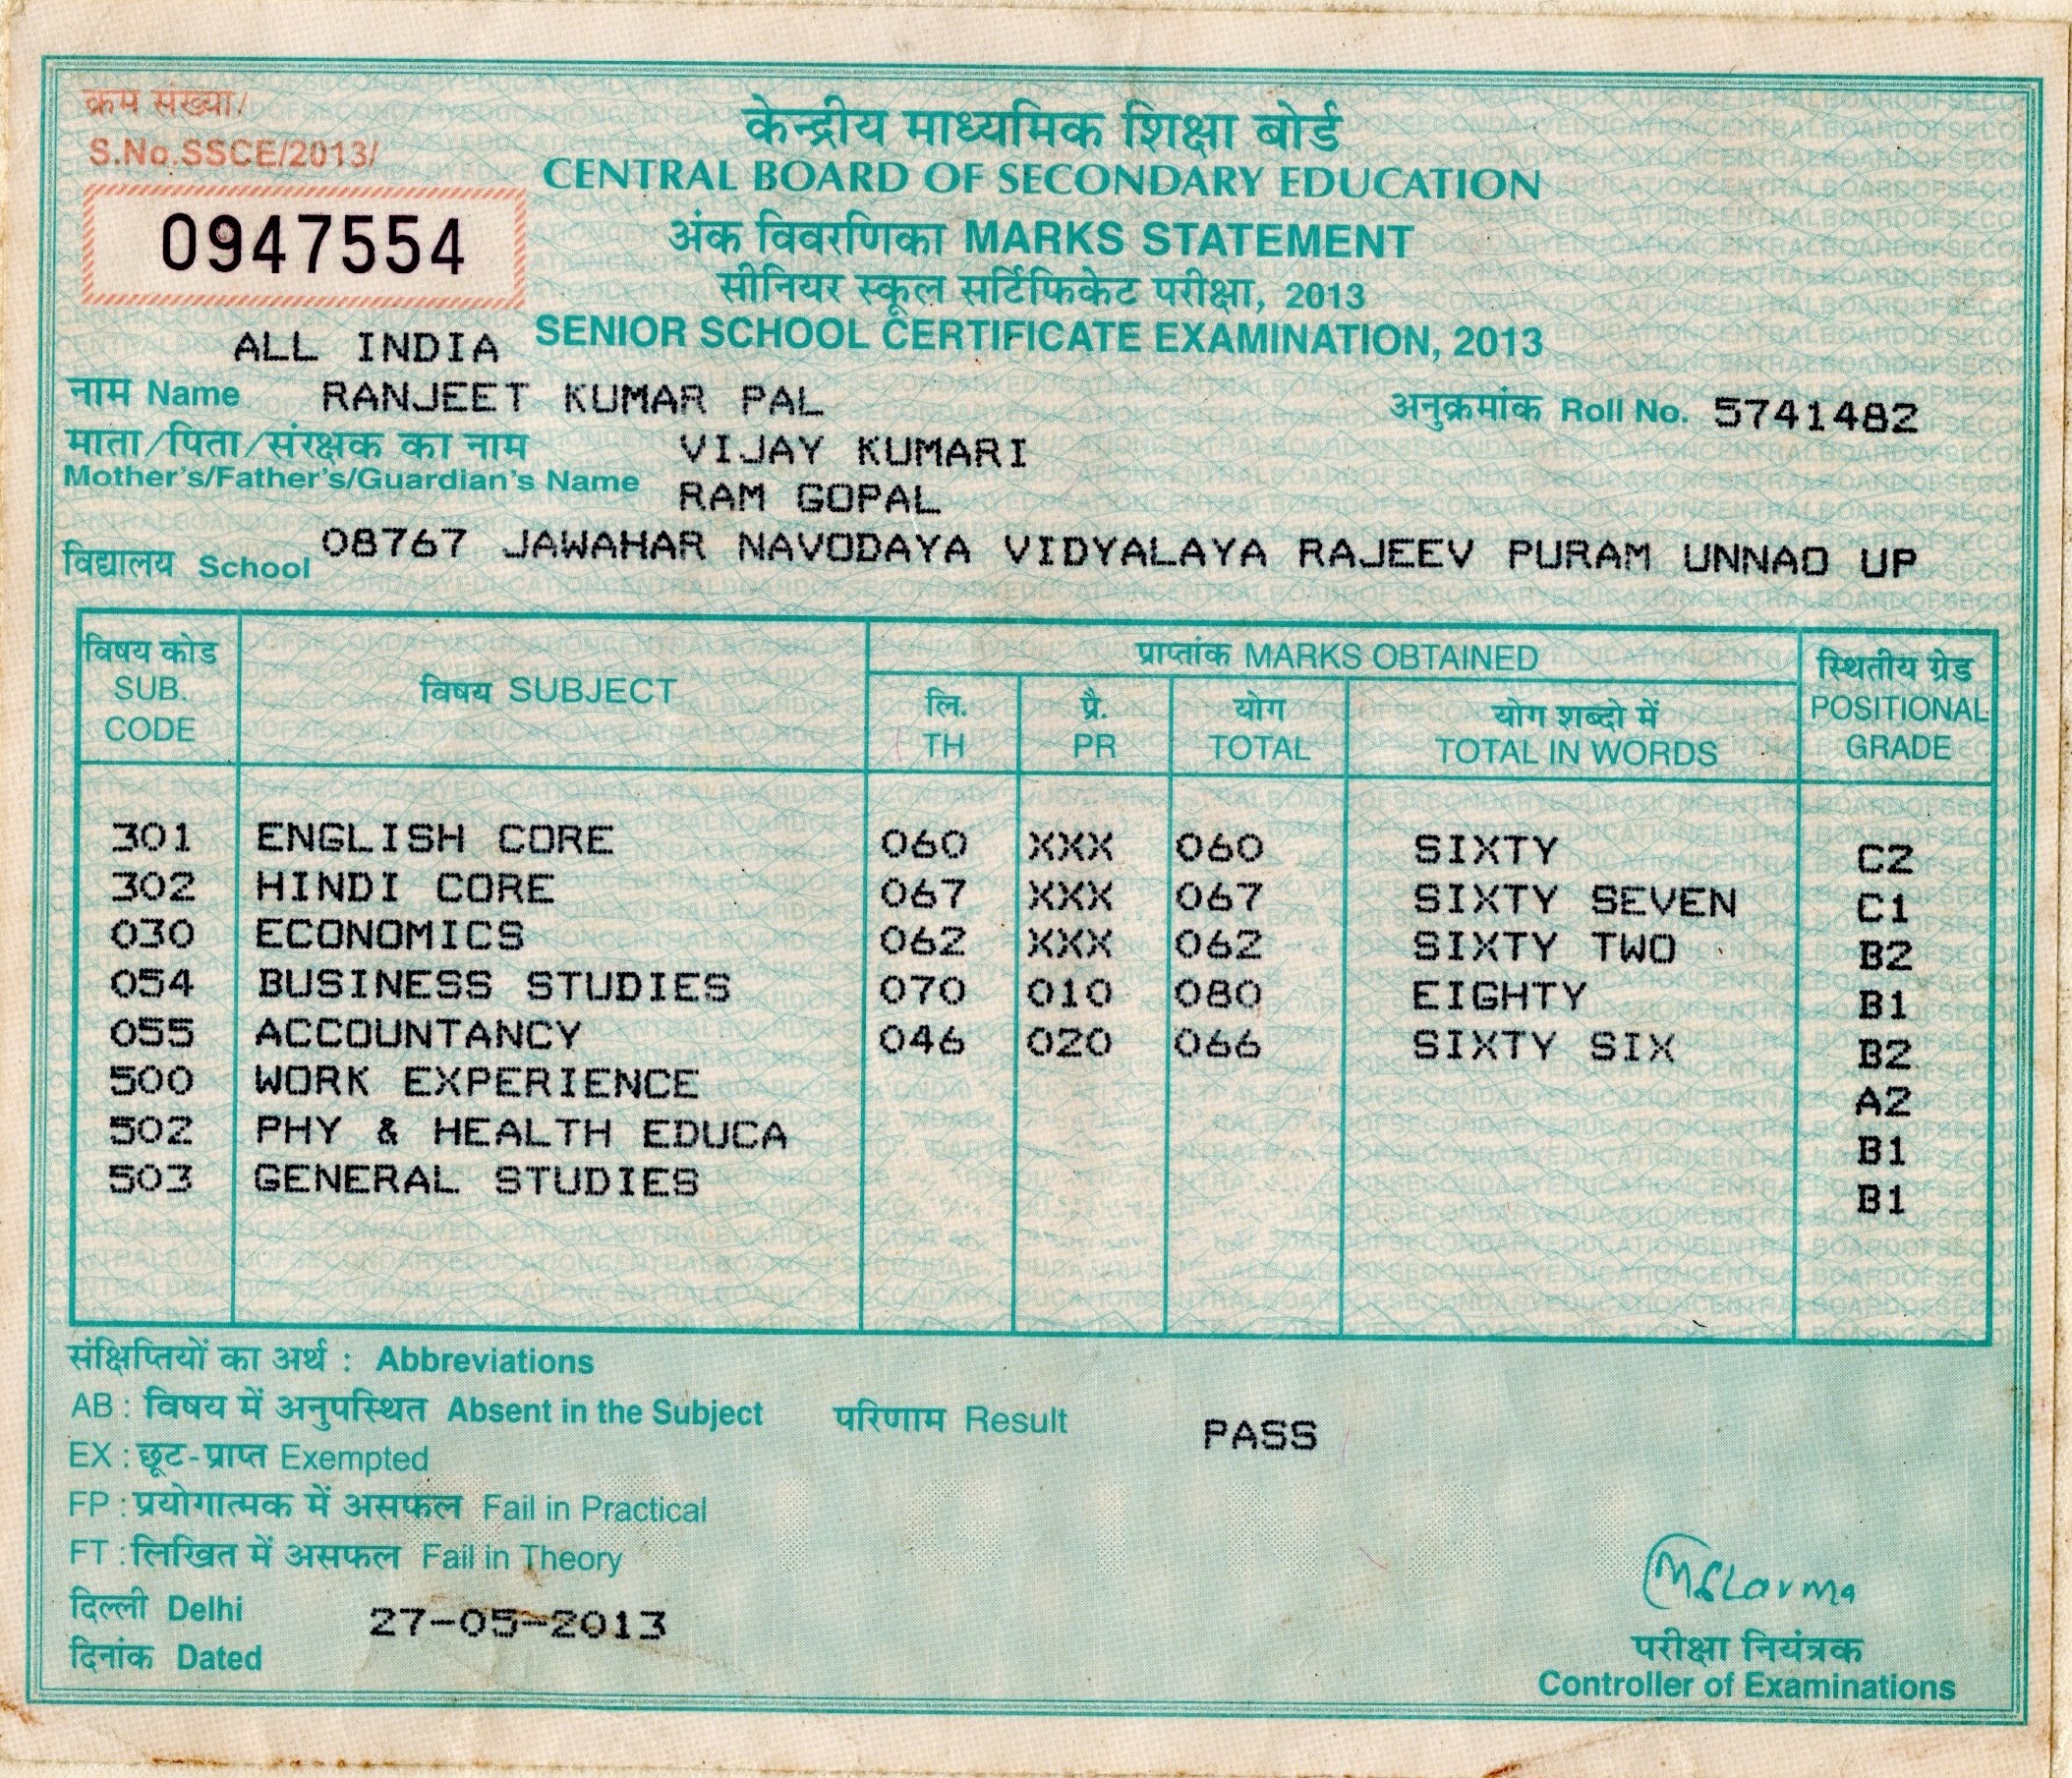 क्रम संख्या/
S.No.SSCE/2013/
0947554
केन्द्रीय माध्यमिक शिक्षा बोर्ड
CENTRAL BOARD OF SECONDARY EDUCATION
अंक विवरणिका MARKS STATEMENT
सीनियर स्कूल सर्टिफिकेट परीक्षा, 2013
ALL INDIA SENIOR SCHOOL CERTIFICATE EXAMINATION, 2013
नाम Name RANJEET KUMAR PAL अनुक्रमांक Roll No. 5741482
माता/पिता/संरक्षक का नाम VIJAY KUMARI
Mother's/Father's/Guardian's Name RAM GOPAL
विद्यालय School 08767 JAWAHAR NAVODAYA VIDYALAYA RAJEEV PURAM UNNAO UP
विषय कोड SUB. CODE विषय SUBJECT प्राप्तांक MARKS OBTAINED स्थितीय ग्रेड POSITIONAL GRADE
लि. TH प्रै. PR योग TOTAL योग शब्दो में TOTAL IN WORDS
301 ENGLISH CORE 060 XXX 060 SIXTY C2
302 HINDI CORE 067 XXX 067 SIXTY SEVEN C1
030 ECONOMICS 062 XXX 062 SIXTY TWO B2
054 BUSINESS STUDIES 070 010 080 EIGHTY B1
055 ACCOUNTANCY 046 020 066 SIXTY SIX B2
500 WORK EXPERIENCE A2
502 PHY & HEALTH EDUCA B1
503 GENERAL STUDIES B1
संक्षिप्तियों का अर्थ : Abbreviations
AB : विषय में अनुपस्थित Absent in the Subject परिणाम Result PASS
EX : छूट-प्राप्त Exempted
FP : प्रयोगात्मक में असफल Fail in Practical
FT : लिखित में असफल Fail in Theory
दिल्ली Delhi
दिनांक Dated 27-05-2013
परीक्षा नियंत्रक
Controller of Examinations